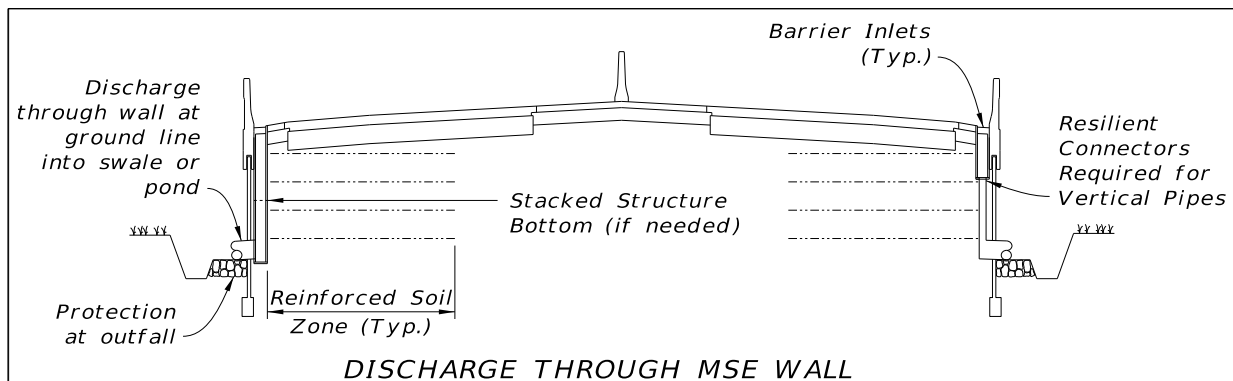 Barrier Inlets
(Typ.)
Discharge
through wall at
ground line
into swale or
pond
Resilient
Connectors
Required for
Vertical Pipes
Stacked Structure
Bottom (if needed)
Reinforced Soil
Zone (Typ.)
Protection
at outfall
DISCHARGE THROUGH MSE WALL